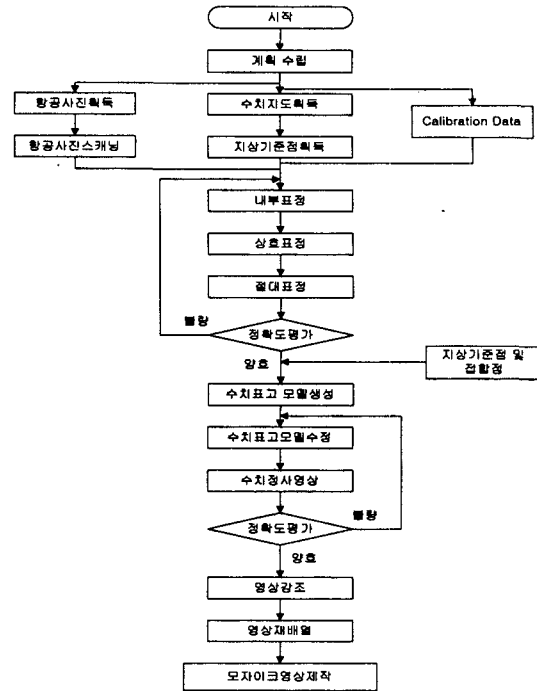 시작
계획 수립
항공사진획득
수치지도획득
Calibration Data
항공사진스캐닝
지상기준점획득
내부표정
상호표정
절대표정
불량
정확도평가
양호
지상기준점 및
접합점
수치표고 모델생성
수치표고모델수정
수치정사영상
정확도평가
불량
양호
영상강조
영상재배열
모자이크영상제작